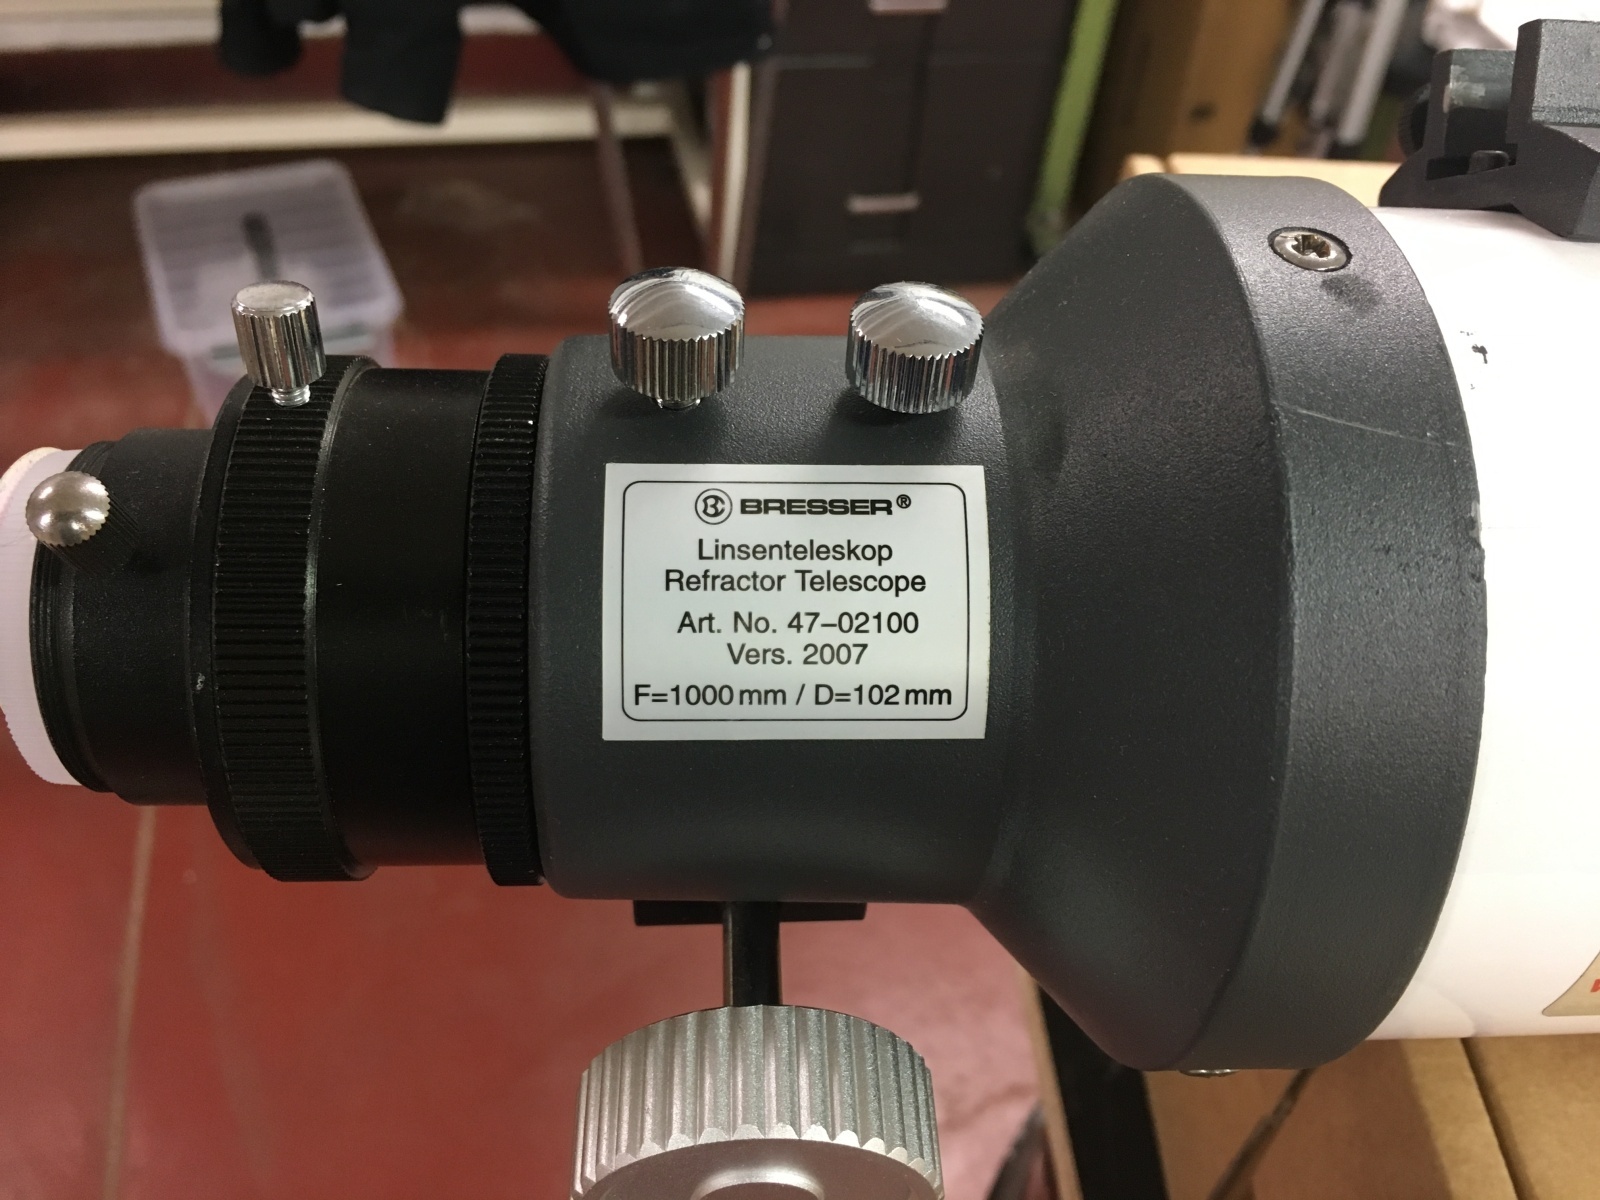 BRESSER®
Linsenteleskop
Refractor Telescope
Art. No. 47–02100
Vers. 2007
F=1000 mm / D=102 mm